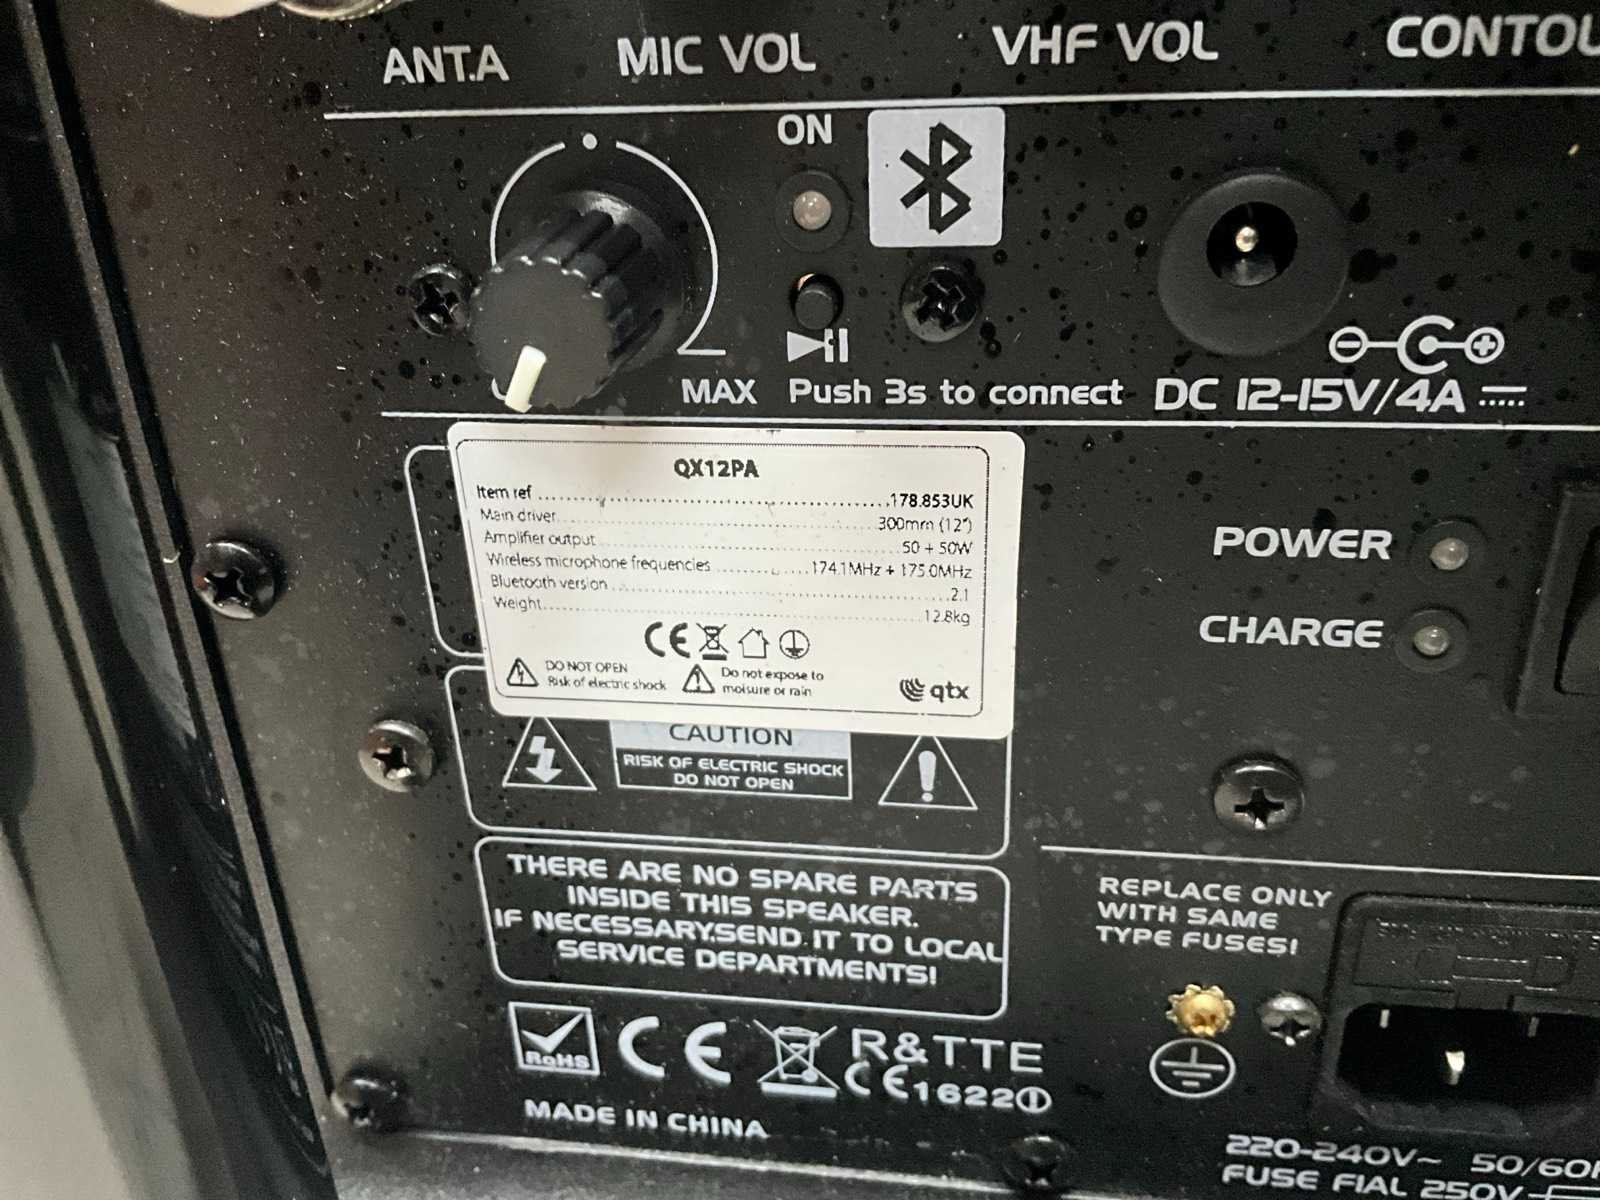 ANT.A MIC VOL VHF VOL CONTOU
ON
MAX Push 3s to connect DC 12-15V/4A
QX12PA
Item ref 178.853UK
Main driver 300mm (12")
Amplifier output 50 + 50W
Wireless microphone frequencies 174.1MHz + 175.0MHz
Bluetooth version 2.1
Weight 12.8kg
CE
DO NOT OPEN
Risk of electric shock
Do not expose to
moisure or rain
qtx
POWER
CHARGE
CAUTION
RISK OF ELECTRIC SHOCK
DO NOT OPEN
THERE ARE NO SPARE PARTS
INSIDE THIS SPEAKER.
IF NECESSARY,SEND IT TO LOCAL
SERVICE DEPARTMENTS!
REPLACE ONLY
WITH SAME
TYPE FUSES!
RoHS CE R&TTE
CE1622
MADE IN CHINA
220-240V~ 50/60
FUSE F1AL 250V